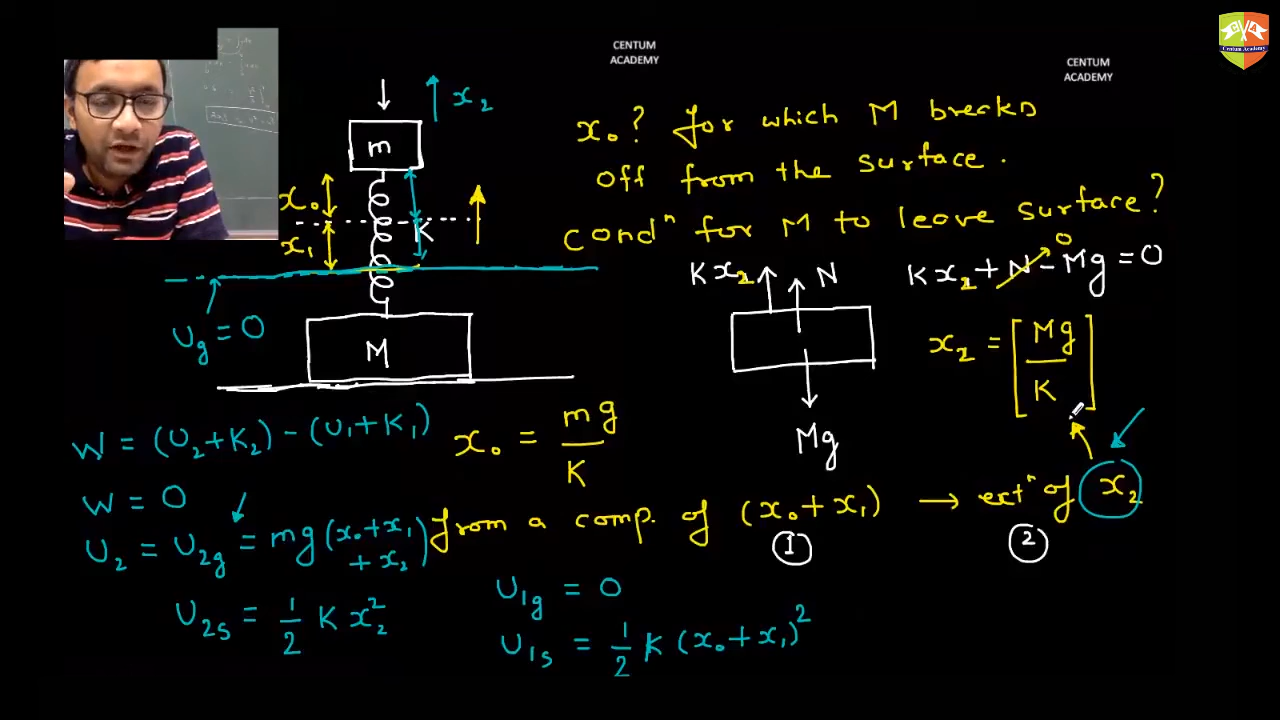 CENTUM
ACADEMY
CENTUM
ACADEMY
Centum Academy
x₂
m
x₀
x₁
K
U_g = 0
M
x₀? for which M breaks
off from the surface.
condⁿ for M to leave surface?
Kx₂
N
Mg
Kx₂ + N - Mg = 0
0
x₂ = [Mg/K]
W = (U₂+K₂) - (U₁+K₁)
W = 0
U₂ = U₂g = mg(x₀+x₁
+x₂)
U₂s = 1/2 K x₂²
x₀ = mg/K
from a comp. of (x₀+x₁) → extⁿ of x₂
①
②
U₁g = 0
U₁s = 1/2 K (x₀+x₁)²